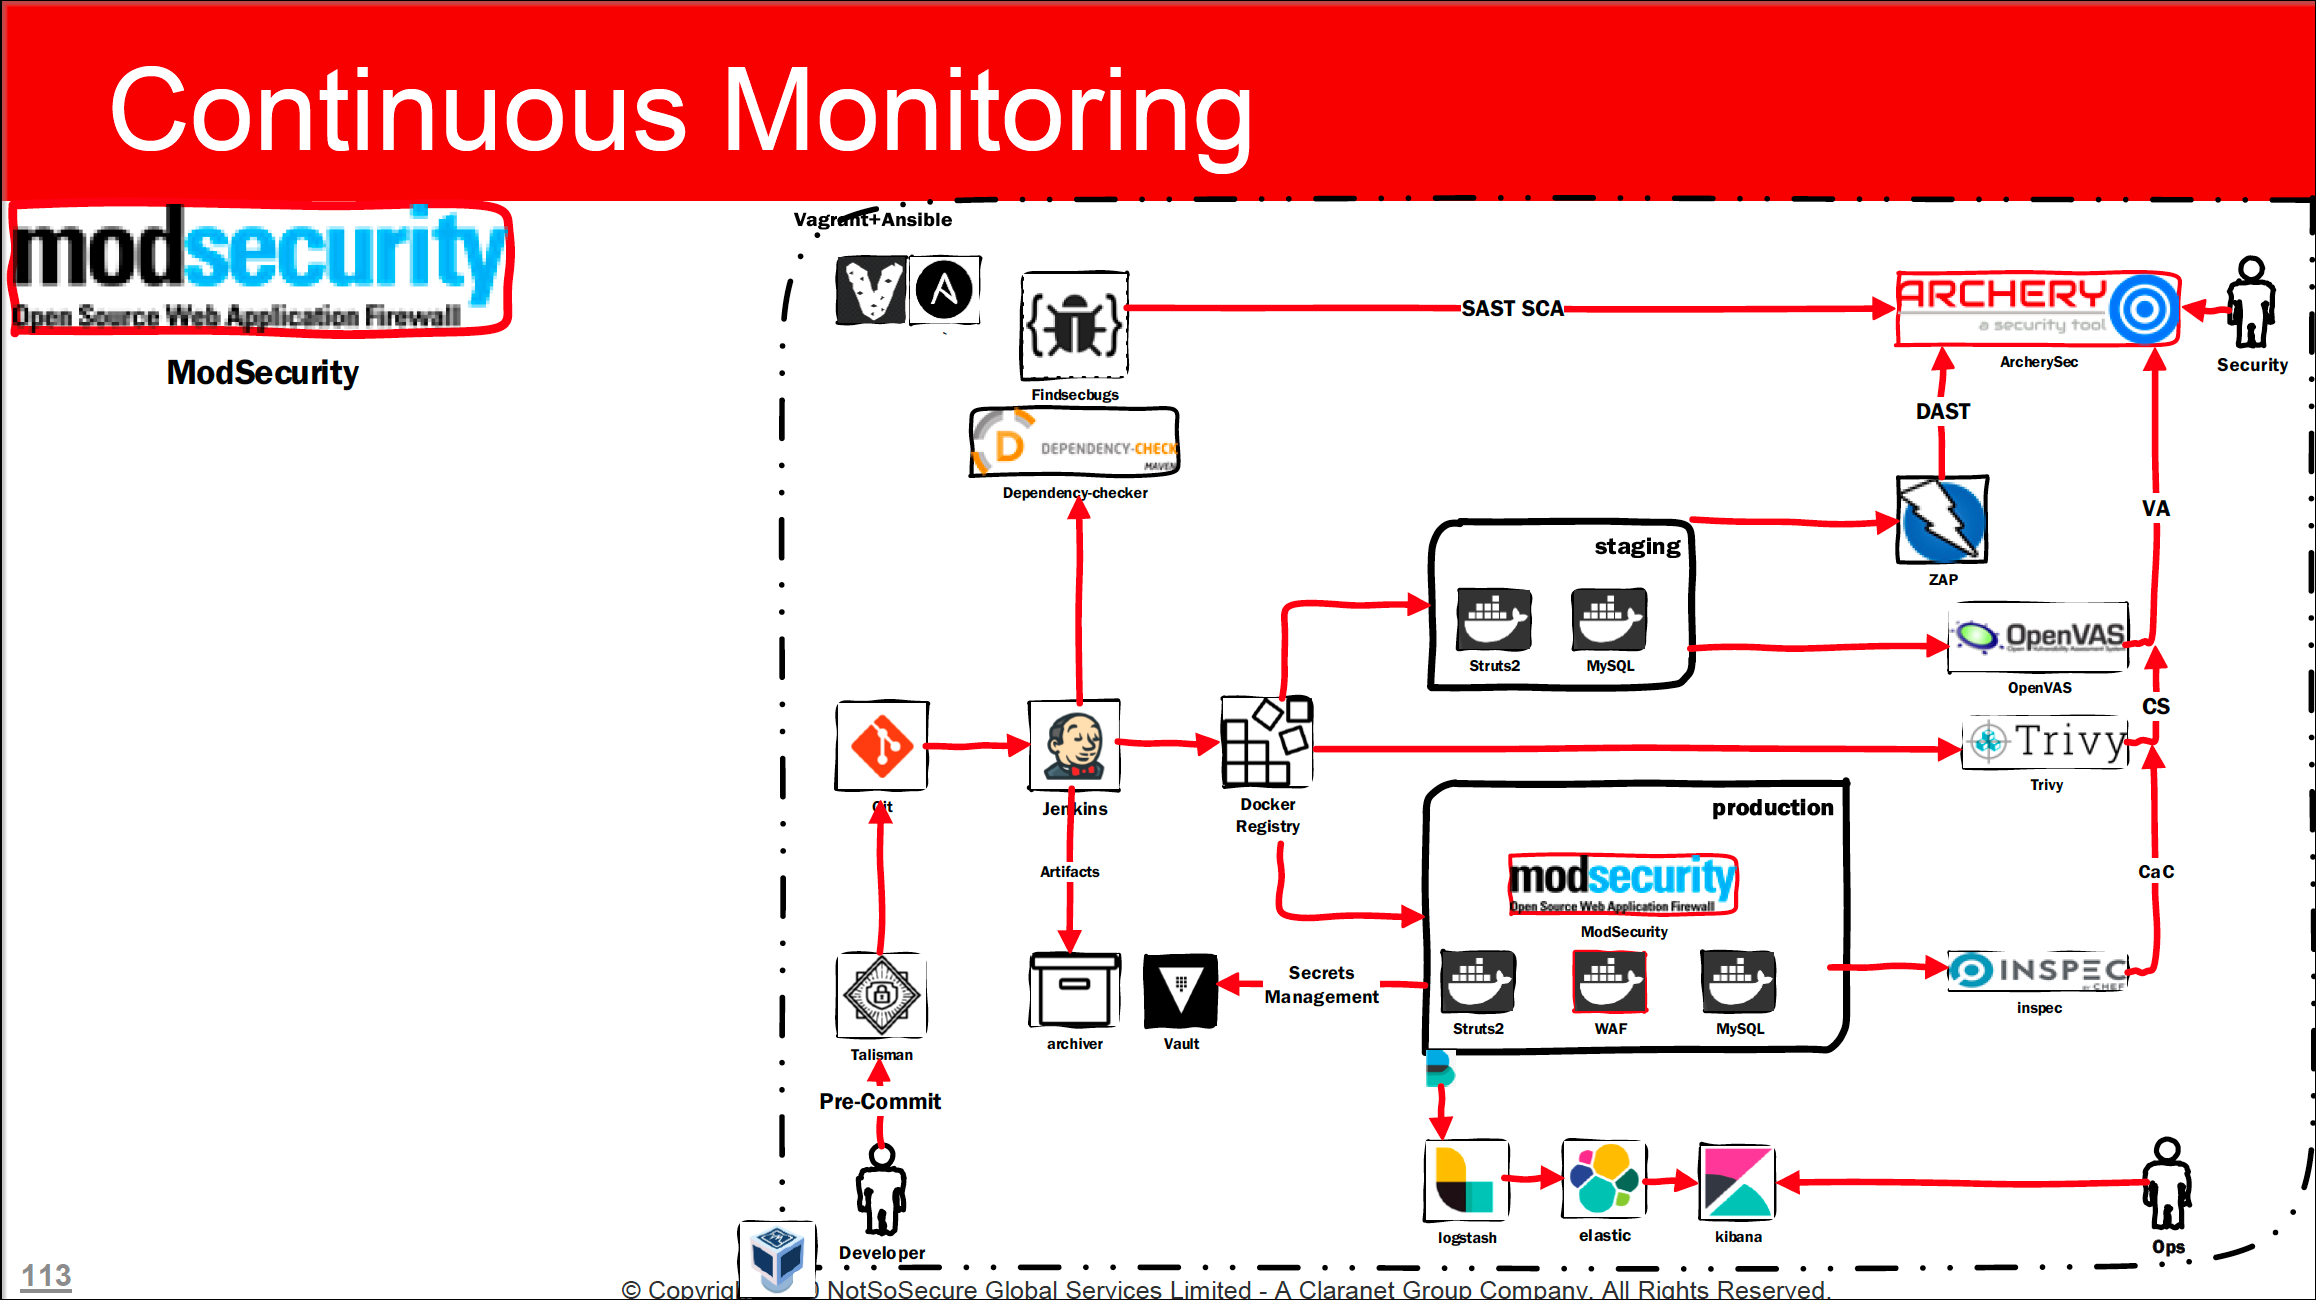 Continuous Monitoring
modsecurity
Open Source Web Application Firewall
ModSecurity
Vagrant+Ansible
Findsecbugs
SAST SCA
ARCHERY
a security tool
ArcherySec
Security
DEPENDENCY-CHECK
MAVEN
Dependency-checker
DAST
VA
ZAP
staging
Struts2
MySQL
OpenVAS
OpenVAS
CS
Trivy
Trivy
Git
Jenkins
Docker
Registry
production
modsecurity
Open Source Web Application Firewall
ModSecurity
Artifacts
CaC
Secrets
Management
INSPEC
BY CHEF
inspec
Struts2
WAF
MySQL
Talisman
archiver
Vault
Pre-Commit
Developer
logstash
elastic
kibana
Ops
113
© Copyrig 0 NotSoSecure Global Services Limited - A Claranet Group Company. All Rights Reserved.